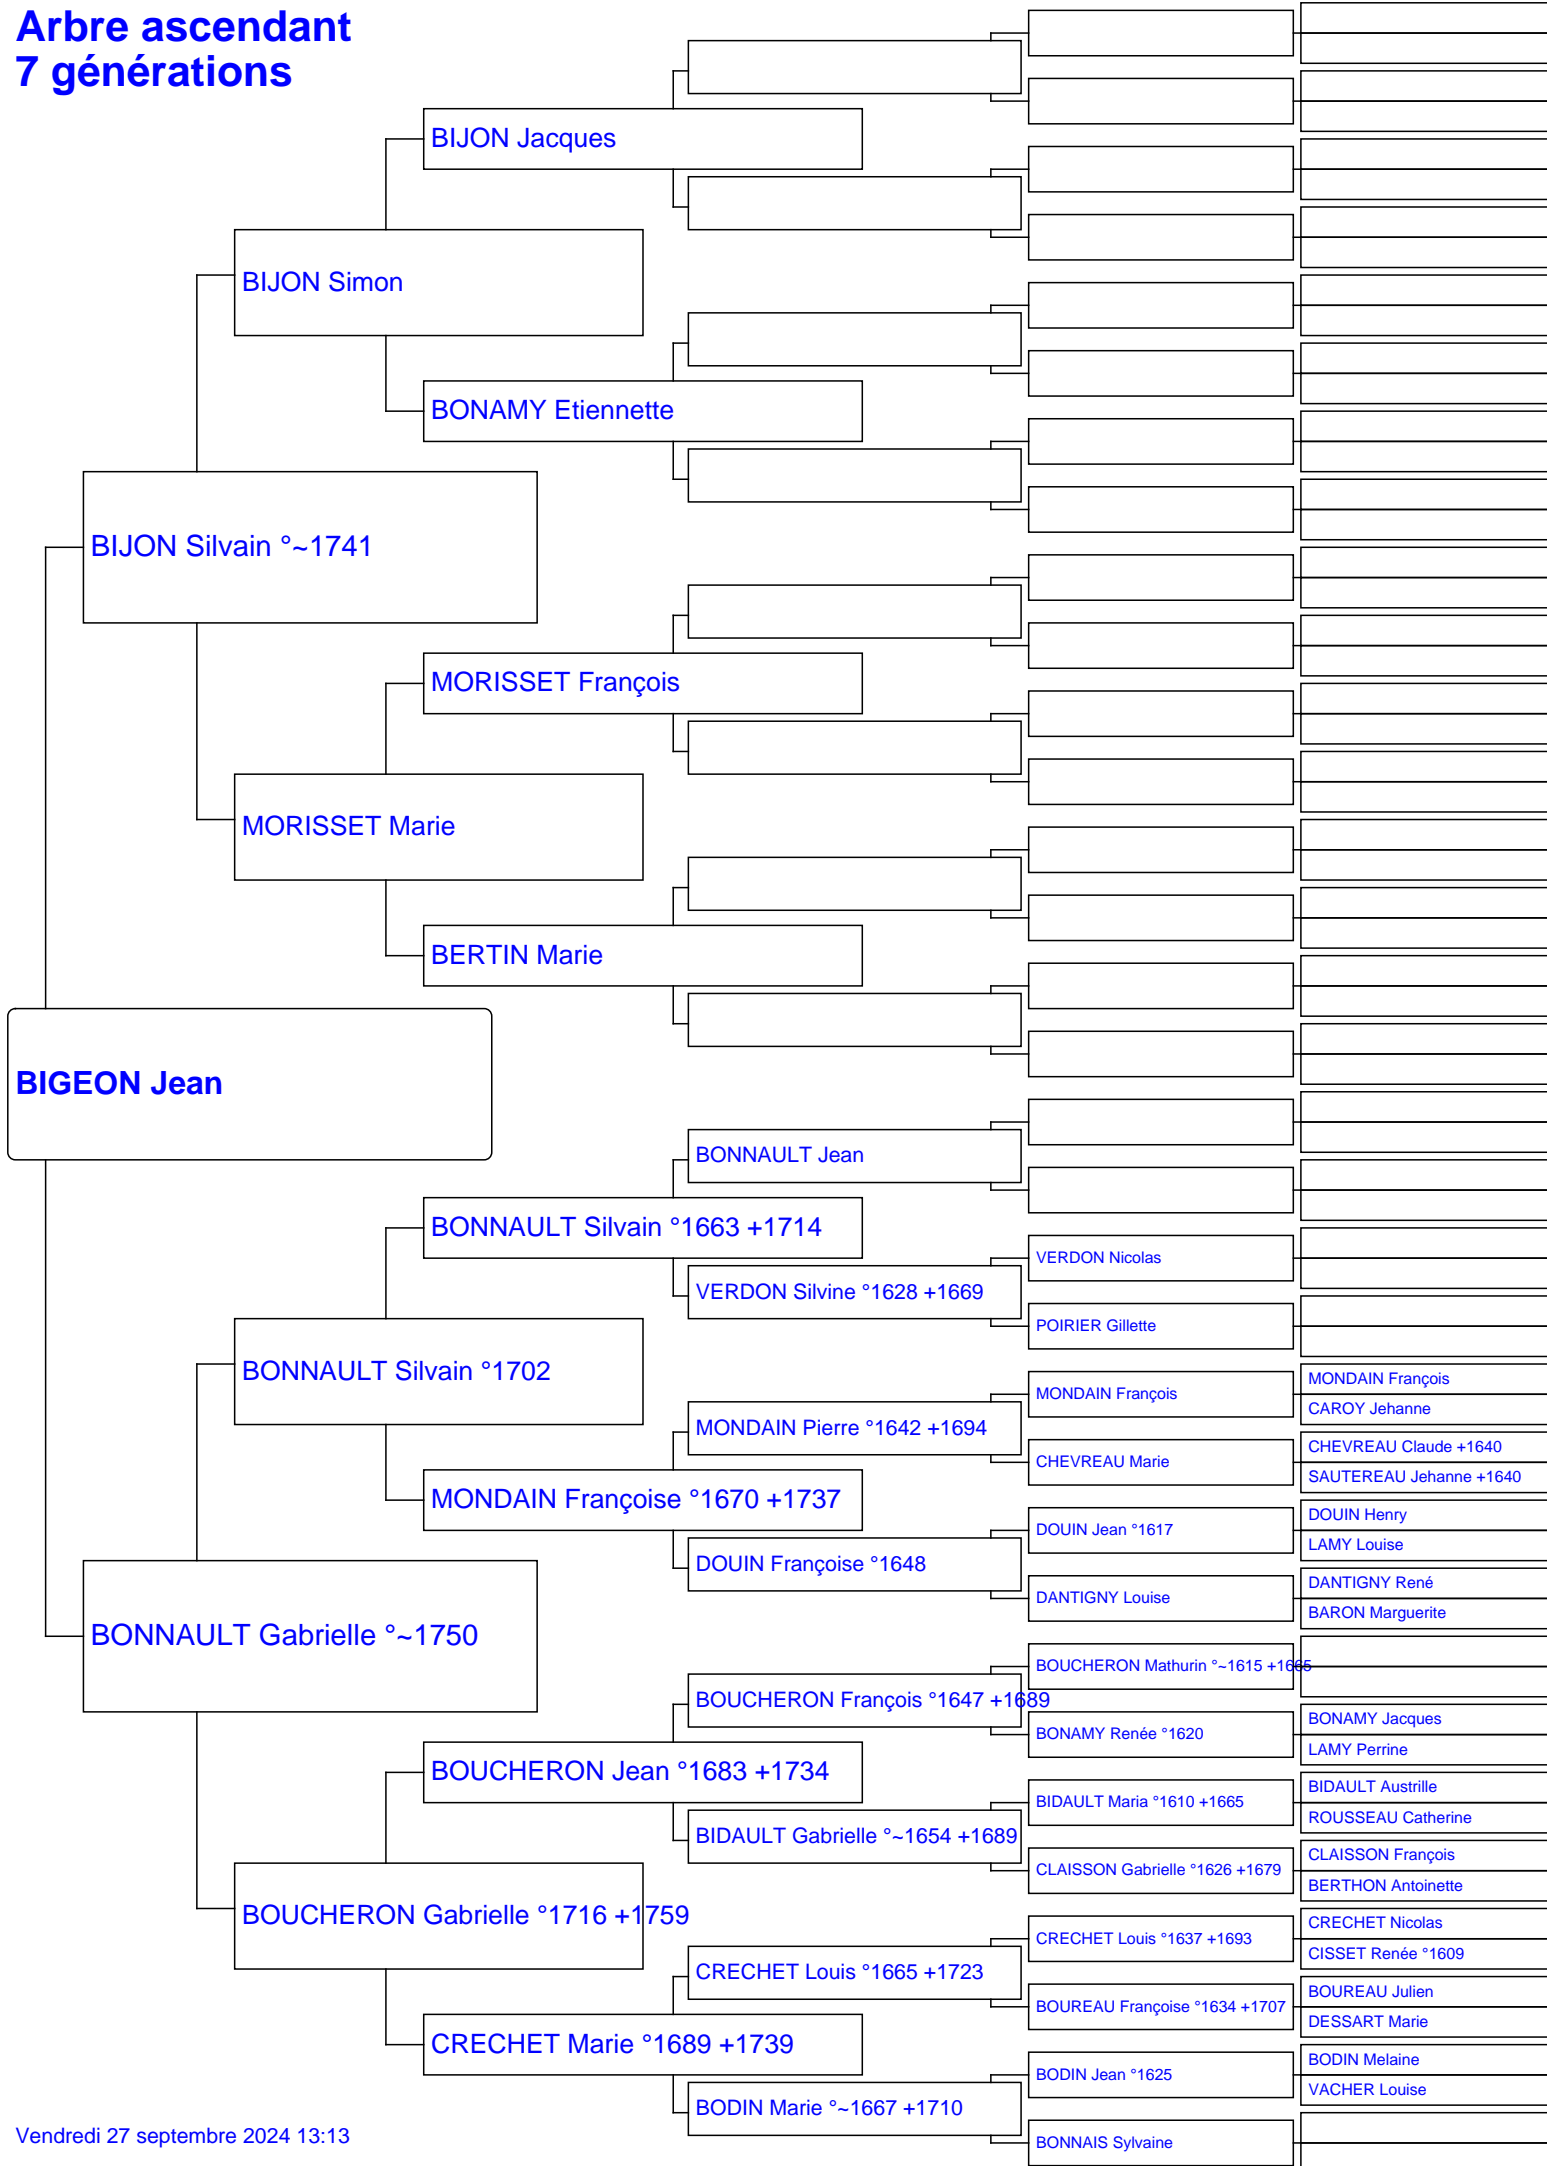 Arbre ascendant
7 générations
BIJON Jacques
BIJON Simon
BONAMY Etiennette
BIJON Silvain °~1741
MORISSET François
MORISSET Marie
BERTIN Marie
BIGEON Jean
BONNAULT Jean
BONNAULT Silvain °1663 +1714
VERDON Nicolas
VERDON Silvine °1628 +1669
POIRIER Gillette
BONNAULT Silvain °1702
MONDAIN François
MONDAIN François
CAROY Jehanne
MONDAIN Pierre °1642 +1694
CHEVREAU Claude +1640
CHEVREAU Marie
SAUTEREAU Jehanne +1640
MONDAIN Françoise °1670 +1737
DOUIN Henry
DOUIN Jean °1617
LAMY Louise
DOUIN Françoise °1648
DANTIGNY René
DANTIGNY Louise
BARON Marguerite
BONNAULT Gabrielle °~1750
BOUCHERON Mathurin °~1615 +1665
BOUCHERON François °1647 +1689
BONAMY Jacques
BONAMY Renée °1620
LAMY Perrine
BOUCHERON Jean °1683 +1734
BIDAULT Austrille
BIDAULT Maria °1610 +1665
ROUSSEAU Catherine
BIDAULT Gabrielle °~1654 +1689
CLAISSON François
CLAISSON Gabrielle °1626 +1679
BERTHON Antoinette
BOUCHERON Gabrielle °1716 +1759
CRECHET Nicolas
CRECHET Louis °1637 +1693
CISSET Renée °1609
CRECHET Louis °1665 +1723
BOUREAU Julien
BOUREAU Françoise °1634 +1707
DESSART Marie
CRECHET Marie °1689 +1739
BODIN Melaine
BODIN Jean °1625
VACHER Louise
BODIN Marie °~1667 +1710
BONNAIS Sylvaine
Vendredi 27 septembre 2024 13:13